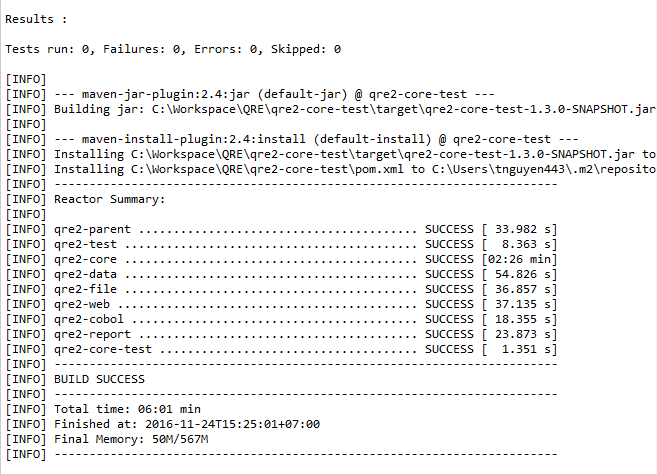 Results :
Tests run: 0, Failures: 0, Errors: 0, Skipped: 0
[INFO]
[INFO] --- maven-jar-plugin:2.4:jar (default-jar) @ qre2-core-test ---
[INFO] Building jar: C:\Workspace\QRE\qre2-core-test\target\qre2-core-test-1.3.0-SNAPSHOT.jar
[INFO]
[INFO] --- maven-install-plugin:2.4:install (default-install) @ qre2-core-test ---
[INFO] Installing C:\Workspace\QRE\qre2-core-test\target\qre2-core-test-1.3.0-SNAPSHOT.jar to
[INFO] Installing C:\Workspace\QRE\qre2-core-test\pom.xml to C:\Users\tnguyen443\.m2\reposito
[INFO] ------------------------------------------------------------------------
[INFO] Reactor Summary:
[INFO]
[INFO] qre2-parent ........................................ SUCCESS [ 33.982 s]
[INFO] qre2-test .......................................... SUCCESS [  8.363 s]
[INFO] qre2-core .......................................... SUCCESS [02:26 min]
[INFO] qre2-data .......................................... SUCCESS [ 54.826 s]
[INFO] qre2-file .......................................... SUCCESS [ 36.857 s]
[INFO] qre2-web ........................................... SUCCESS [ 37.135 s]
[INFO] qre2-cobol ......................................... SUCCESS [ 18.355 s]
[INFO] qre2-report ........................................ SUCCESS [ 23.873 s]
[INFO] qre2-core-test ..................................... SUCCESS [  1.351 s]
[INFO] ------------------------------------------------------------------------
[INFO] BUILD SUCCESS
[INFO] ------------------------------------------------------------------------
[INFO] Total time: 06:01 min
[INFO] Finished at: 2016-11-24T15:25:01+07:00
[INFO] Final Memory: 50M/567M
[INFO] ------------------------------------------------------------------------